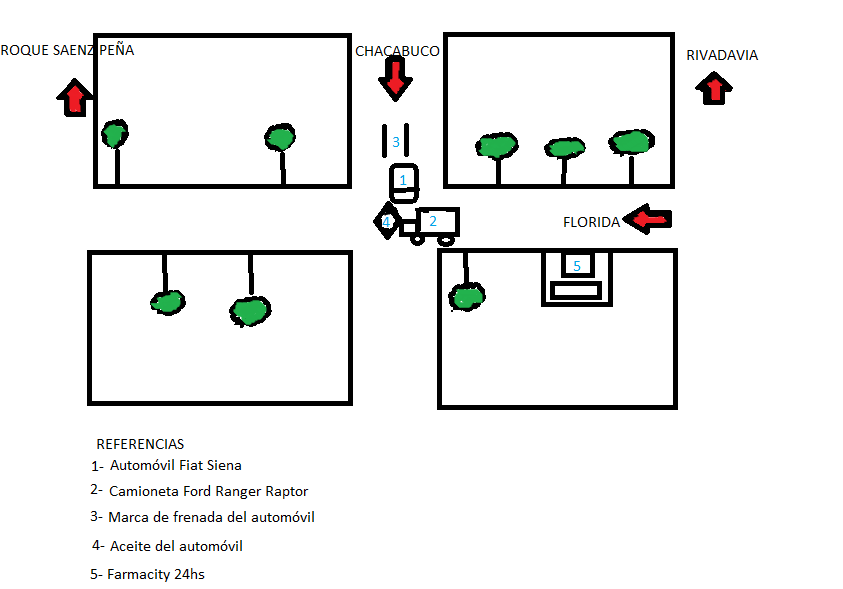 ROQUE SAENZ PEÑA
CHACABUCO
RIVADAVIA
3
1
4
2
FLORIDA
5
REFERENCIAS
1- Automóvil Fiat Siena
2- Camioneta Ford Ranger Raptor
3- Marca de frenada del automóvil
4- Aceite del automóvil
5- Farmacity 24hs